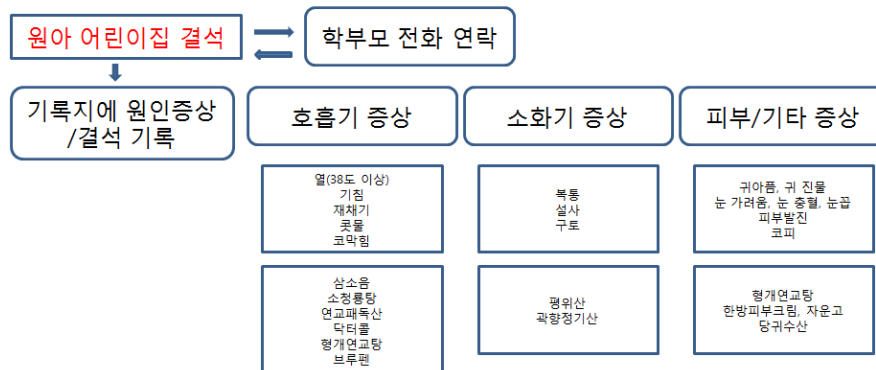 원아 어린이집 결석
학부모 전화 연락
기록지에 원인증상
/결석 기록
호흡기 증상
소화기 증상
피부/기타 증상
열(38도 이상)
기침
재채기
콧물
코막힘
복통
설사
구토
귀아픔, 귀 진물
눈 가려움, 눈 충혈, 눈꼽
피부발진
코피
삼소음
소청룡탕
연교패독산
닥터콜
형개연교탕
브루펜
평위산
곽향정기산
형개연교탕
한방피부크림, 자운고
당귀수산